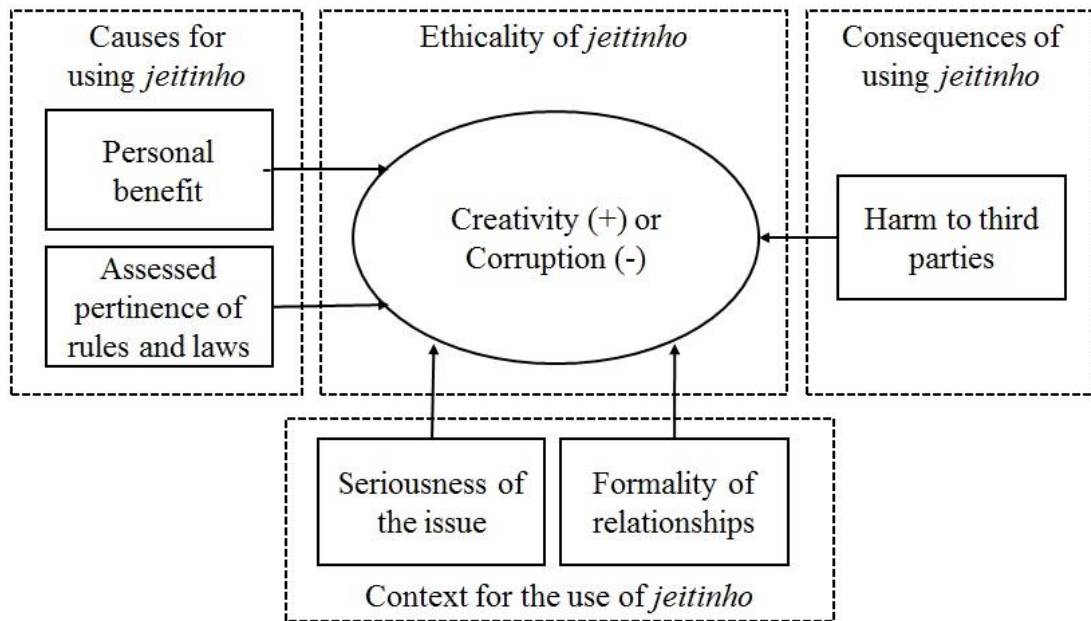 Causes for
using jeitinho
Personal
benefit
Assessed
pertinence of
rules and laws
Ethicality of jeitinho
Creativity (+) or
Corruption (-)
Consequences of
using jeitinho
Harm to third
parties
Seriousness of
the issue
Formality of
relationships
Context for the use of jeitinho